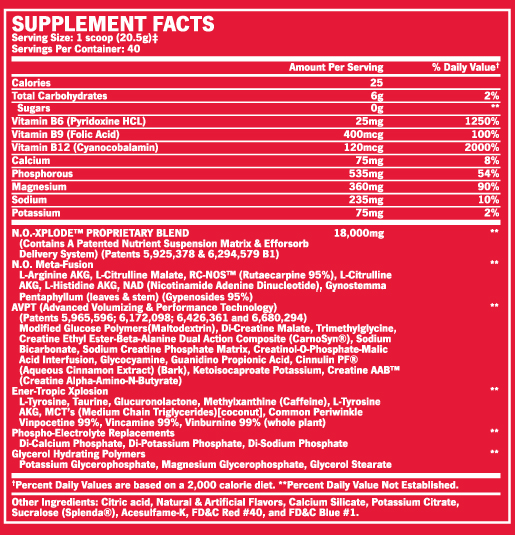 SUPPLEMENT FACTS
Serving Size: 1 scoop (20.5g)‡
Servings Per Container: 40
Amount Per Serving % Daily Value†
Calories 25
Total Carbohydrates 6g 2%
Sugars 0g **
Vitamin B6 (Pyridoxine HCL) 25mg 1250%
Vitamin B9 (Folic Acid) 400mcg 100%
Vitamin B12 (Cyanocobalamin) 120mcg 2000%
Calcium 75mg 8%
Phosphorous 535mg 54%
Magnesium 360mg 90%
Sodium 235mg 10%
Potassium 75mg 2%
N.O.-XPLODE™ PROPRIETARY BLEND 18,000mg **
(Contains A Patented Nutrient Suspension Matrix & Efforsorb
Delivery System) (Patents 5,925,378 & 6,294,579 B1)
N.O. Meta-Fusion **
L-Arginine AKG, L-Citrulline Malate, RC-NOS™ (Rutaecarpine 95%), L-Citrulline
AKG, L-Histidine AKG, NAD (Nicotinamide Adenine Dinucleotide), Gynostemma
Pentaphyllum (leaves & stem) (Gypenosides 95%)
AVPT (Advanced Volumizing & Performance Technology) **
(Patents 5,965,596; 6,172,098; 6,426,361 and 6,680,294)
Modified Glucose Polymers(Maltodextrin), Di-Creatine Malate, Trimethylglycine,
Creatine Ethyl Ester-Beta-Alanine Dual Action Composite (CarnoSyn®), Sodium
Bicarbonate, Sodium Creatine Phosphate Matrix, Creatinol-O-Phosphate-Malic
Acid Interfusion, Glycocyamine, Guanidino Propionic Acid, Cinnulin PF®
(Aqueous Cinnamon Extract) (Bark), Ketoisocaproate Potassium, Creatine AAB™
(Creatine Alpha-Amino-N-Butyrate)
Ener-Tropic Xplosion **
L-Tyrosine, Taurine, Glucuronolactone, Methylxanthine (Caffeine), L-Tyrosine
AKG, MCT's (Medium Chain Triglycerides)[coconut], Common Periwinkle
Vinpocetine 99%, Vincamine 99%, Vinburnine 99% (whole plant)
Phospho-Electrolyte Replacements **
Di-Calcium Phosphate, Di-Potassium Phosphate, Di-Sodium Phosphate
Glycerol Hydrating Polymers **
Potassium Glycerophosphate, Magnesium Glycerophosphate, Glycerol Stearate
†Percent Daily Values are based on a 2,000 calorie diet. **Percent Daily Value Not Established.
Other Ingredients: Citric acid, Natural & Artificial Flavors, Calcium Silicate, Potassium Citrate,
Sucralose (Splenda®), Acesulfame-K, FD&C Red #40, and FD&C Blue #1.